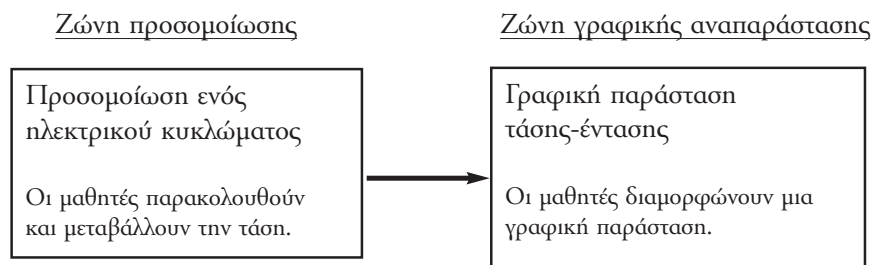 Ζώνη προσομοίωσης
Ζώνη γραφικής αναπαράστασης
Προσομοίωση ενός
ηλεκτρικού κυκλώματος
Οι μαθητές παρακολουθούν
και μεταβάλλουν την τάση.
Γραφική παράσταση
τάσης-έντασης
Οι μαθητές διαμορφώνουν μια
γραφική παράσταση.